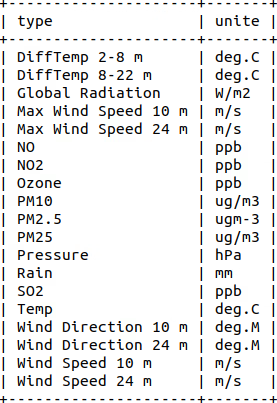 +---------------------+-------+
| type                | unite |
+---------------------+-------+
| DiffTemp 2-8 m      | deg.C |
| DiffTemp 8-22 m     | deg.C |
| Global Radiation    | W/m2  |
| Max Wind Speed 10 m | m/s   |
| Max Wind Speed 24 m | m/s   |
| NO                  | ppb   |
| NO2                 | ppb   |
| Ozone               | ppb   |
| PM10                | ug/m3 |
| PM2.5               | ugm-3 |
| PM25                | ug/m3 |
| Pressure            | hPa   |
| Rain                | mm    |
| SO2                 | ppb   |
| Temp                | deg.C |
| Wind Direction 10 m | deg.M |
| Wind Direction 24 m | deg.M |
| Wind Speed 10 m     | m/s   |
| Wind Speed 24 m     | m/s   |
+---------------------+-------+